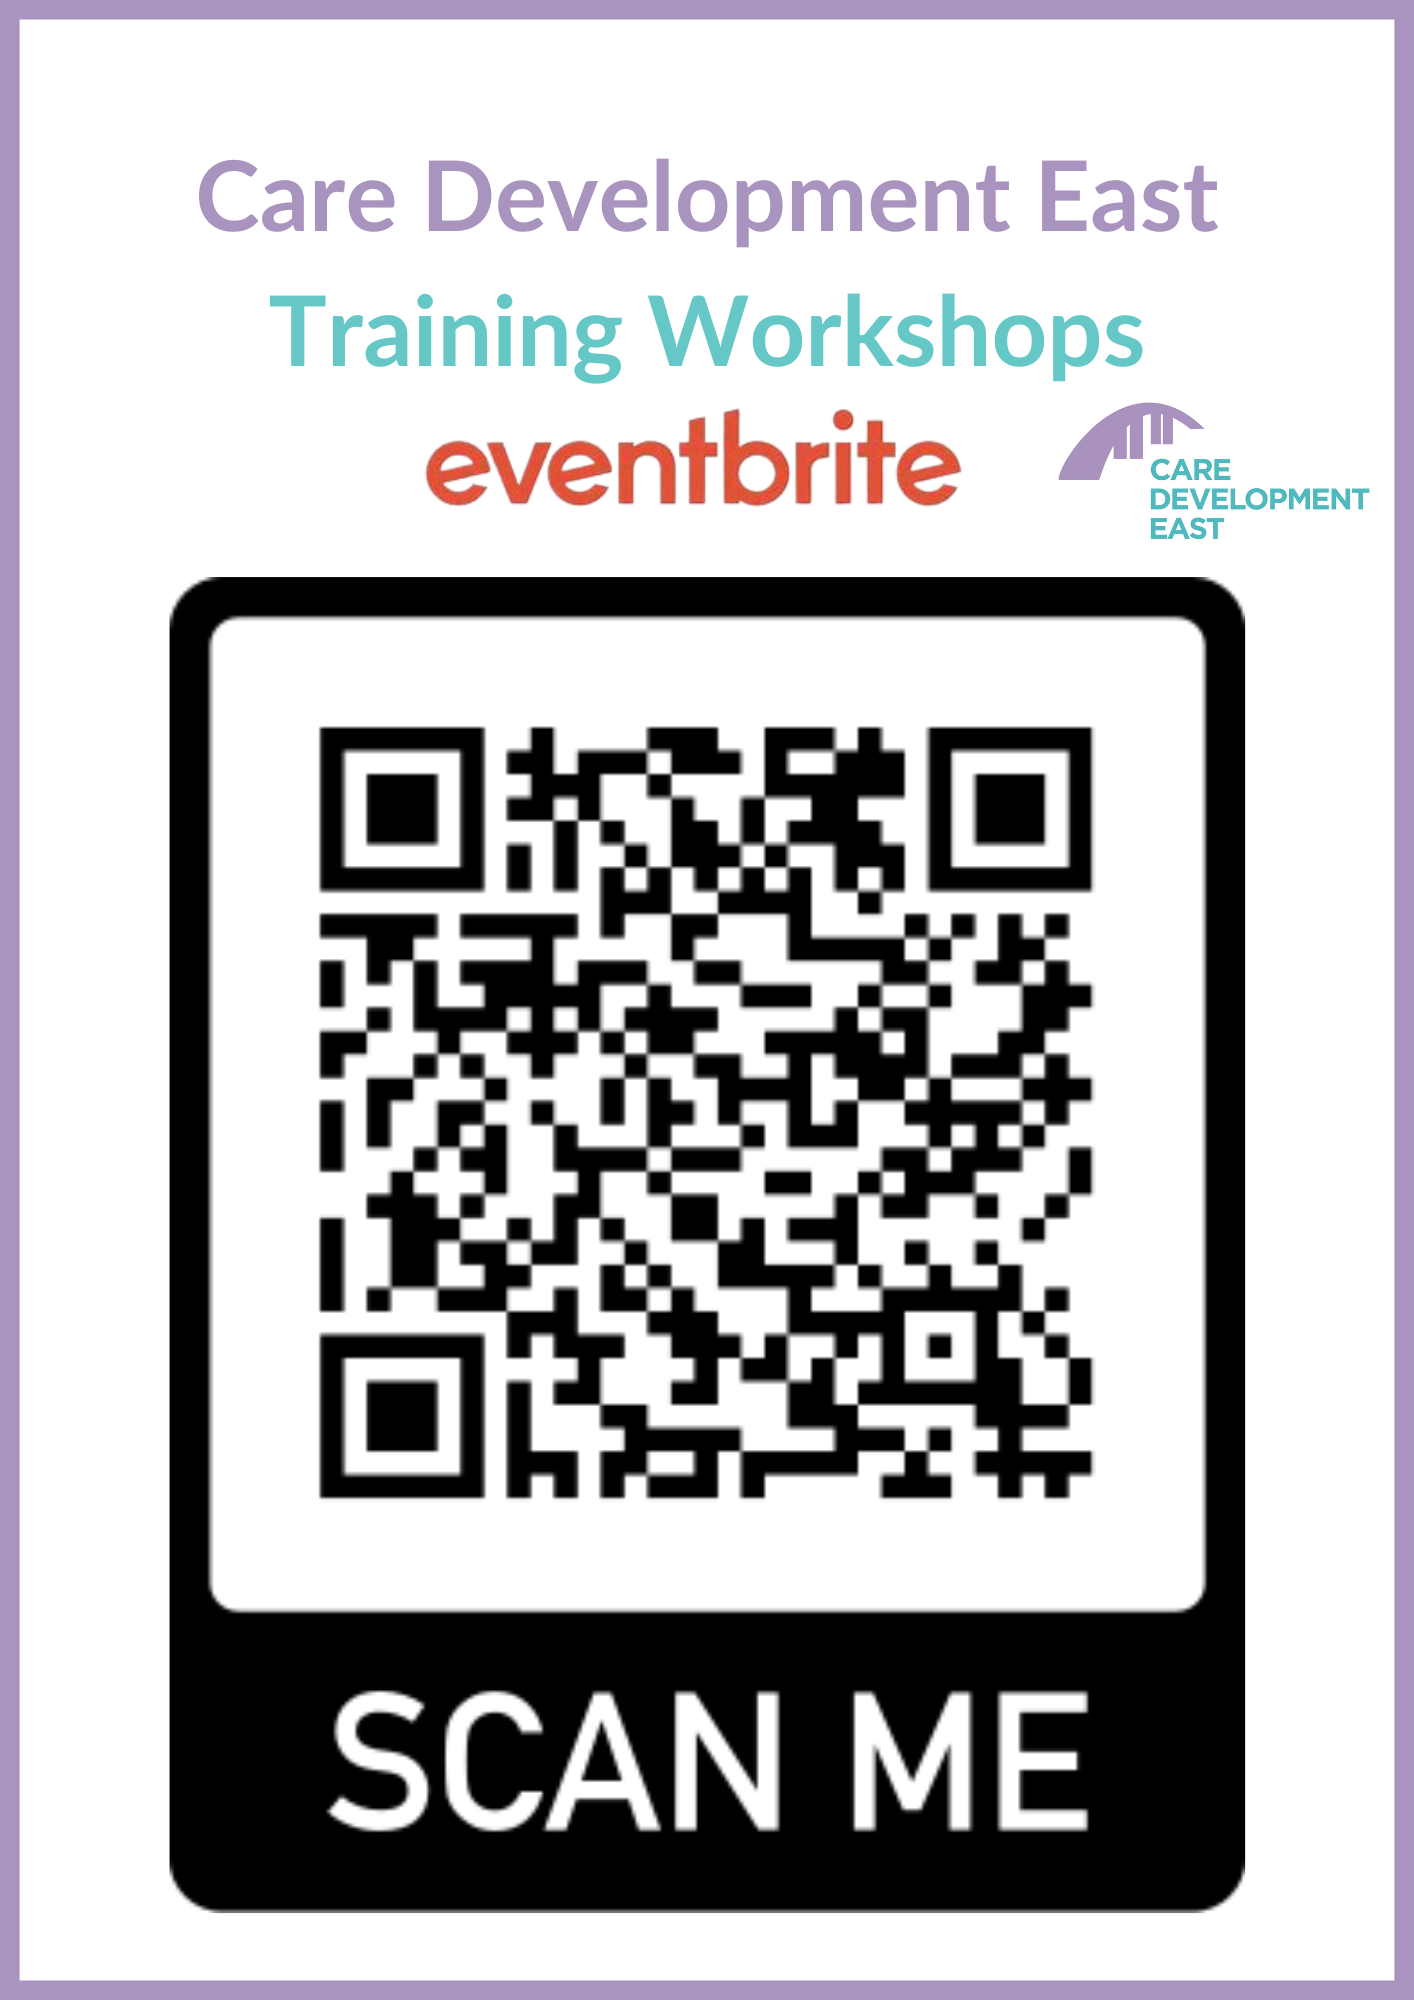 Care Development East
Training Workshops
eventbrite
CARE
DEVELOPMENT
EAST
SCAN ME